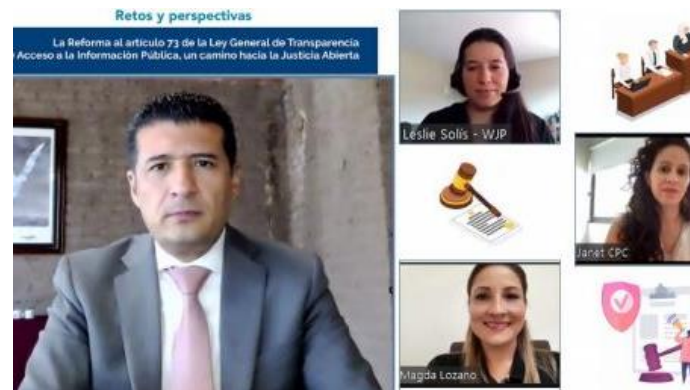 Retos y perspectivas
La Reforma al artículo 73 de la Ley General de Transparencia
Acceso a la Información Pública, un camino hacia la Justicia Abierta
Leslie Solís - WJP
Janet CPC
Magda Lozano